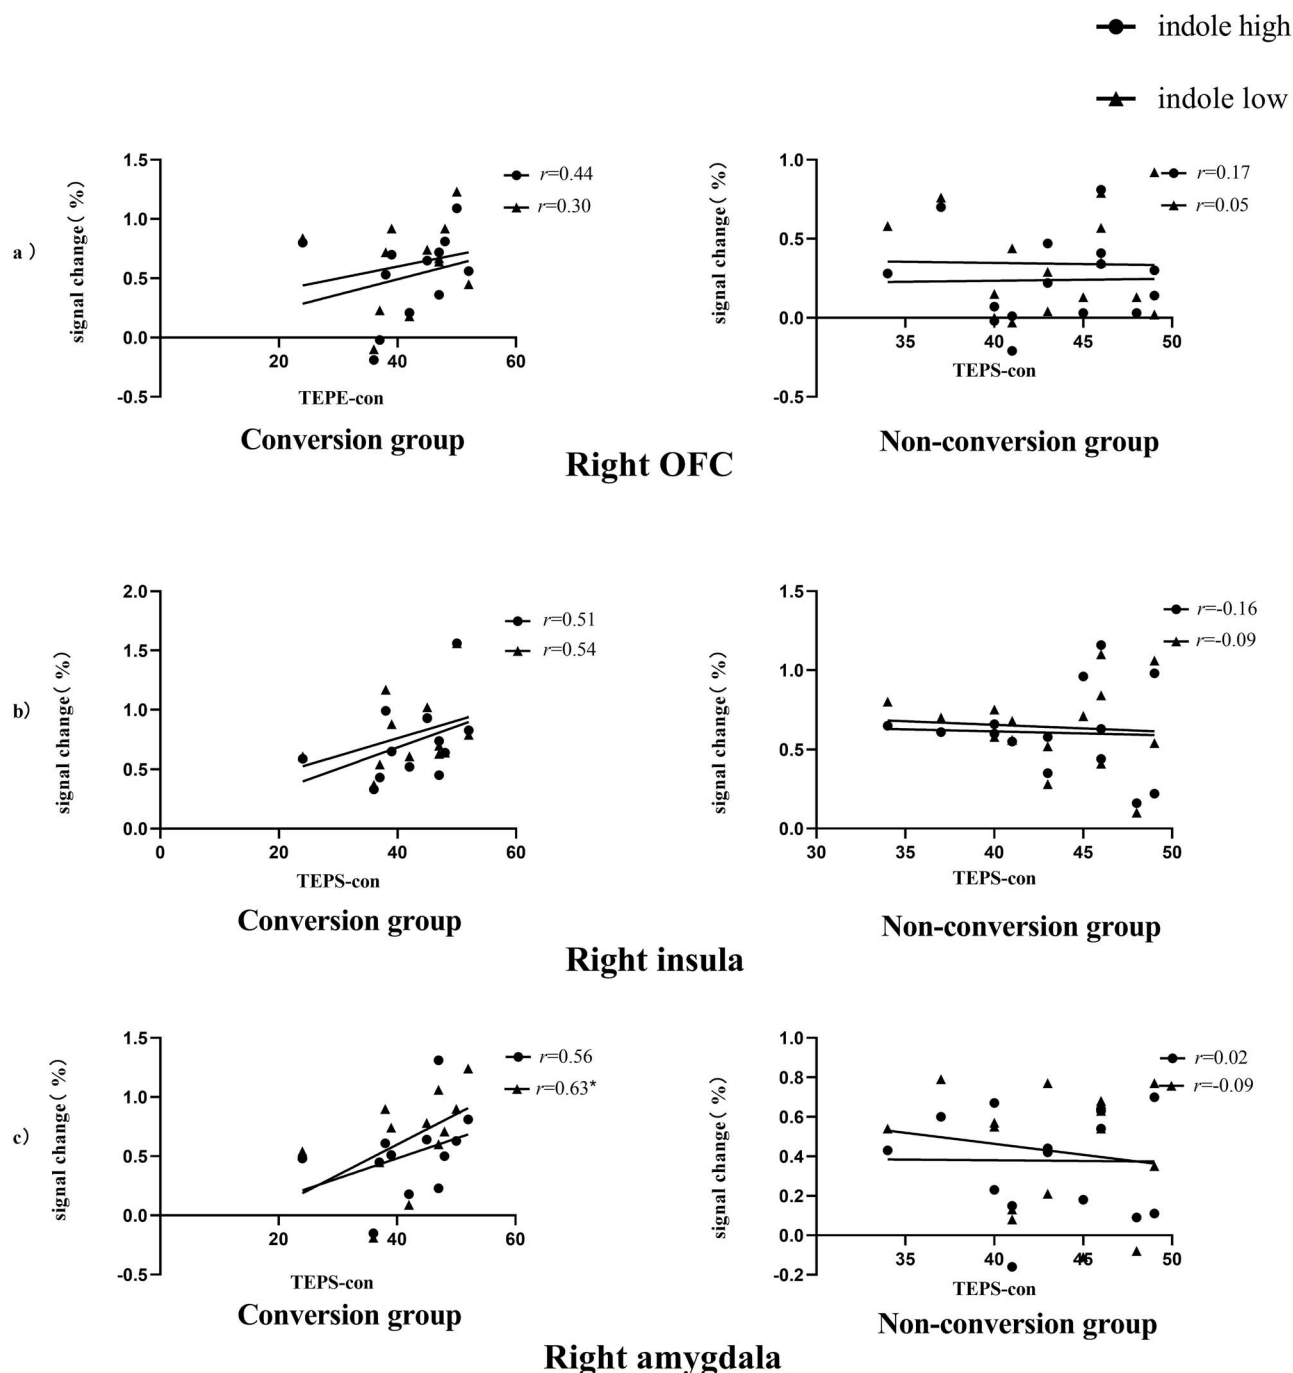 indole high
indole low
a )
signal change( %)
1.5
1.0
0.5
0.0
-0.5
20
40
60
TEPE-con
r=0.44
r=0.30
Conversion group
signal change( %)
1.0
0.5
0.0
-0.5
35
40
45
50
TEPS-con
r=0.17
r=0.05
Non-conversion group
Right OFC
b)
signal change( %)
2.0
1.5
1.0
0.5
0.0
0
20
40
60
TEPS-con
r=0.51
r=0.54
Conversion group
signal change( %)
1.5
1.0
0.5
0.0
30
35
40
45
50
TEPS-con
r=-0.16
r=-0.09
Non-conversion group
Right insula
c)
signal change( %)
1.5
1.0
0.5
0.0
-0.5
20
40
60
TEPS-con
r=0.56
r=0.63*
Conversion group
signal change( %)
1.0
0.8
0.6
0.4
0.2
0.0
-0.2
35
40
45
50
TEPS-con
r=0.02
r=-0.09
Non-conversion group
Right amygdala